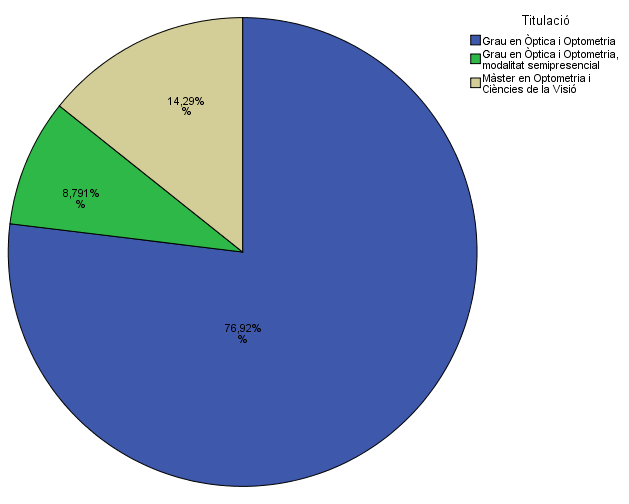 Titulació
Grau en Òptica i Optometria
Grau en Òptica i Optometria,
modalitat semipresencial
Màster en Optometria i
Ciències de la Visió
14,29%
%
8,791%
%
76,92%
%